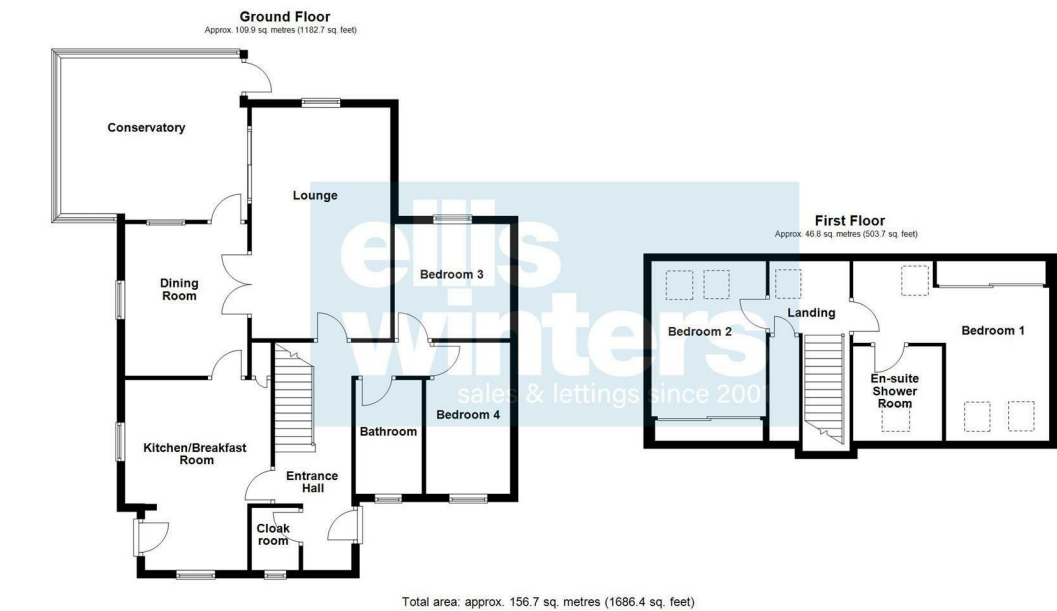 Ground Floor
Approx. 109.9 sq. metres (1182.7 sq. feet)
Conservatory
Lounge
Dining
Room
Bedroom 3
Kitchen/Breakfast
Room
Bathroom
Bedroom 4
Entrance
Hall
Cloak
room
First Floor
Approx. 46.8 sq. metres (503.7 sq. feet)
Bedroom 2
Landing
Bedroom 1
En-suite
Shower
Room
ellis
winters
sales & lettings since 2001
Total area: approx. 156.7 sq. metres (1686.4 sq. feet)